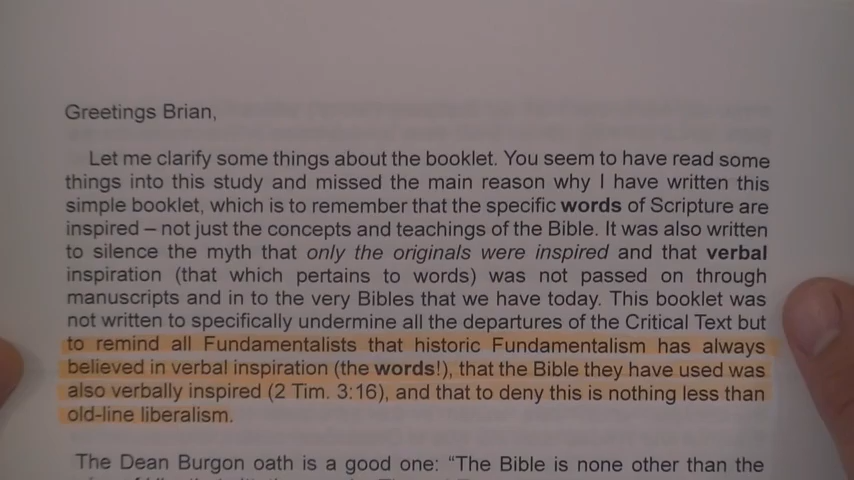 Greetings Brian,
Let me clarify some things about the booklet. You seem to have read some
things into this study and missed the main reason why I have written this
simple booklet, which is to remember that the specific words of Scripture are
inspired – not just the concepts and teachings of the Bible. It was also written
to silence the myth that only the originals were inspired and that verbal
inspiration (that which pertains to words) was not passed on through
manuscripts and in to the very Bibles that we have today. This booklet was
not written to specifically undermine all the departures of the Critical Text but
to remind all Fundamentalists that historic Fundamentalism has always
believed in verbal inspiration (the words!), that the Bible they have used was
also verbally inspired (2 Tim. 3:16), and that to deny this is nothing less than
old-line liberalism.
The Dean Burgon oath is a good one: “The Bible is none other than the